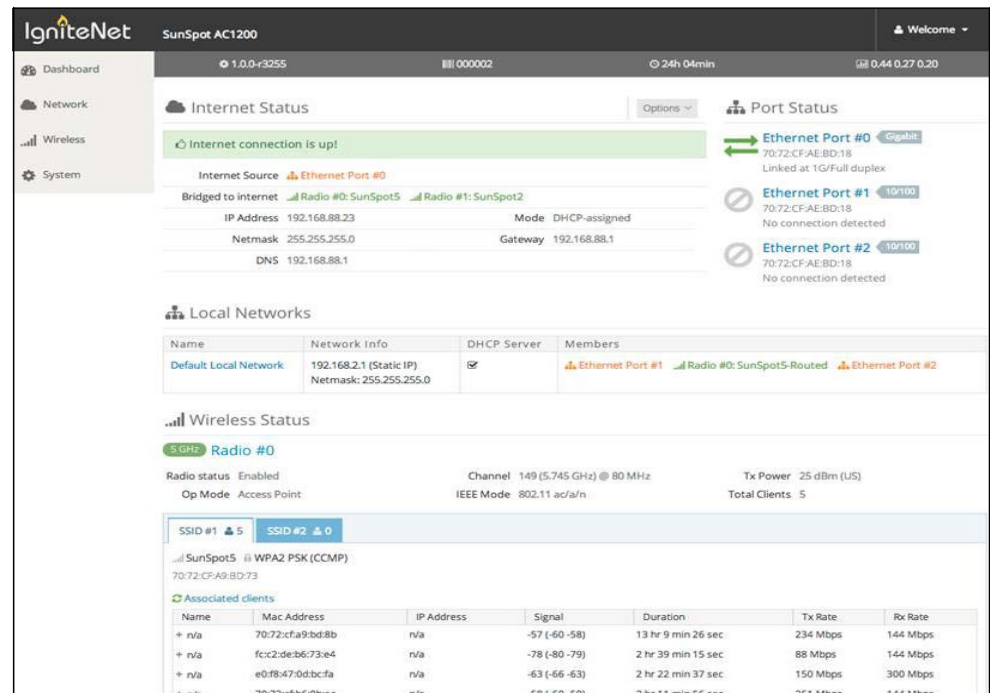 IgniteNet SunSpot AC1200 Welcome
1.0.0-r3255 000002 24h 04min 0.44 0.27 0.20
Dashboard
Network
Wireless
System
Internet Status Options
Internet connection is up!
Internet Source Ethernet Port #0
Bridged to internet Radio #0: SunSpot5 Radio #1: SunSpot2
IP Address 192.168.88.23 Mode DHCP-assigned
Netmask 255.255.255.0 Gateway 192.168.88.1
DNS 192.168.88.1
Port Status
Ethernet Port #0 Gigabit
70:72:CF:AE:BD:18
Linked at 1G/Full duplex
Ethernet Port #1 10/100
70:72:CF:AE:BD:18
No connection detected
Ethernet Port #2 10/100
70:72:CF:AE:BD:18
No connection detected
Local Networks
Name Network Info DHCP Server Members
Default Local Network 192.168.2.1 (Static IP) Ethernet Port #1 Radio #0: SunSpot5-Routed Ethernet Port #2
Netmask: 255.255.255.0
Wireless Status
5 GHz Radio #0
Radio status Enabled Channel 149 (5.745 GHz) @ 80 MHz Tx Power 25 dBm (US)
Op Mode Access Point IEEE Mode 802.11 ac/a/n Total Clients 5
SSID #1 5 SSID #2 0
SunSpot5 WPA2 PSK (CCMP)
70:72:CF:A9:BD:73
Associated clients
Name Mac Address IP Address Signal Duration Tx Rate Rx Rate
+ n/a 70:72:cf:a9:bd:8b n/a -57 (-60 -58) 13 hr 9 min 26 sec 234 Mbps 144 Mbps
+ n/a fc:c2:de:b6:73:e4 n/a -78 (-80 -79) 2 hr 39 min 15 sec 88 Mbps 144 Mbps
+ n/a e0:f8:47:0d:bc:fa n/a -63 (-66 -63) 2 hr 22 min 37 sec 150 Mbps 300 Mbps